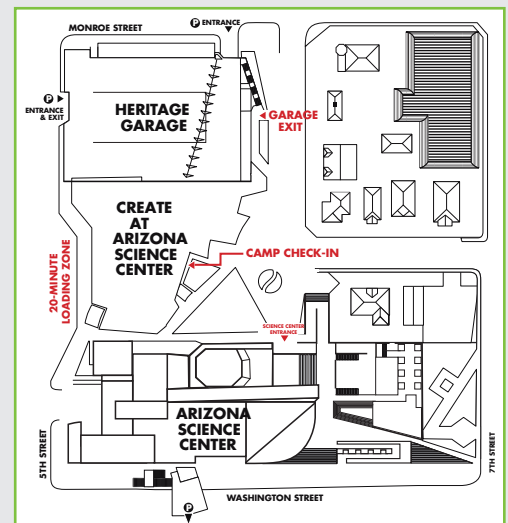 MONROE STREET
P ENTRANCE
P
ENTRANCE
& EXIT
HERITAGE
GARAGE
GARAGE
EXIT
CREATE
AT
ARIZONA
SCIENCE
CENTER
CAMP CHECK-IN
20-MINUTE
LOADING ZONE
SCIENCE CENTER
ENTRANCE
ARIZONA
SCIENCE
CENTER
5TH STREET
7TH STREET
WASHINGTON STREET
P